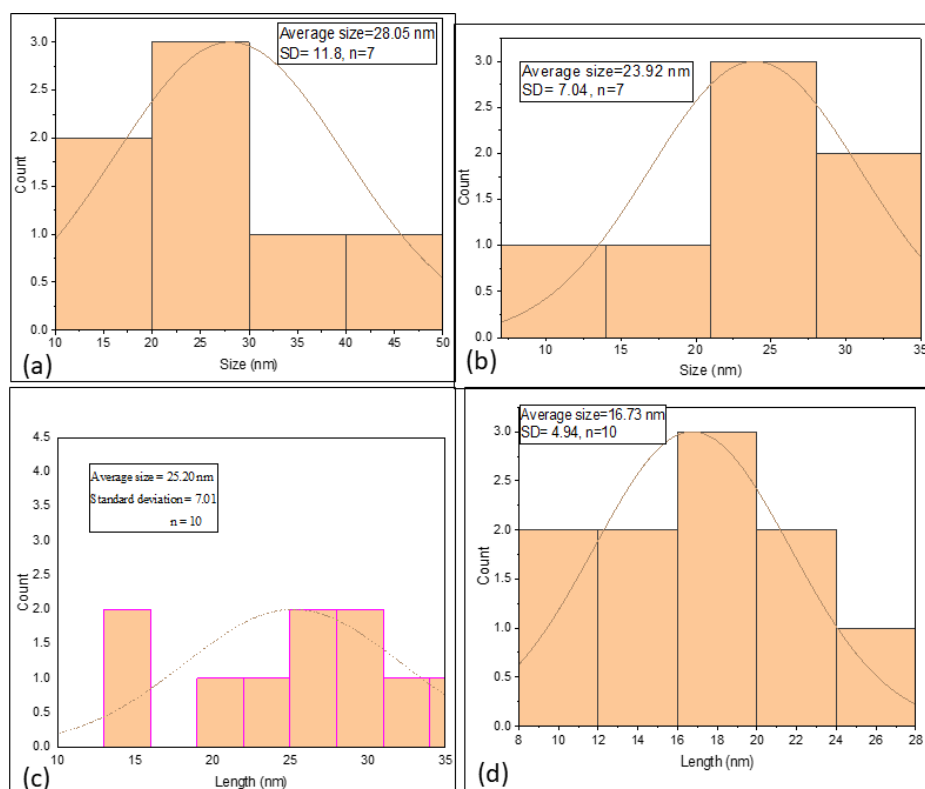 Average size=28.05 nm
SD= 11.8, n=7
3.0
2.5
2.0
1.5
1.0
0.5
0.0
Count
10 15 20 25 30 35 40 45 50
Size (nm)
(a)
Average size=23.92 nm
SD= 7.04, n=7
3.0
2.5
2.0
1.5
1.0
0.5
0.0
Count
10 15 20 25 30 35
Size (nm)
(b)
Average size = 25.20 nm
Standard deviation = 7.01
n = 10
4.5
4.0
3.5
3.0
2.5
2.0
1.5
1.0
0.5
0.0
Count
10 15 20 25 30 35
Length (nm)
(c)
Average size=16.73 nm
SD= 4.94, n=10
3.0
2.5
2.0
1.5
1.0
0.5
0.0
Count
8 10 12 14 16 18 20 22 24 26 28
Length (nm)
(d)